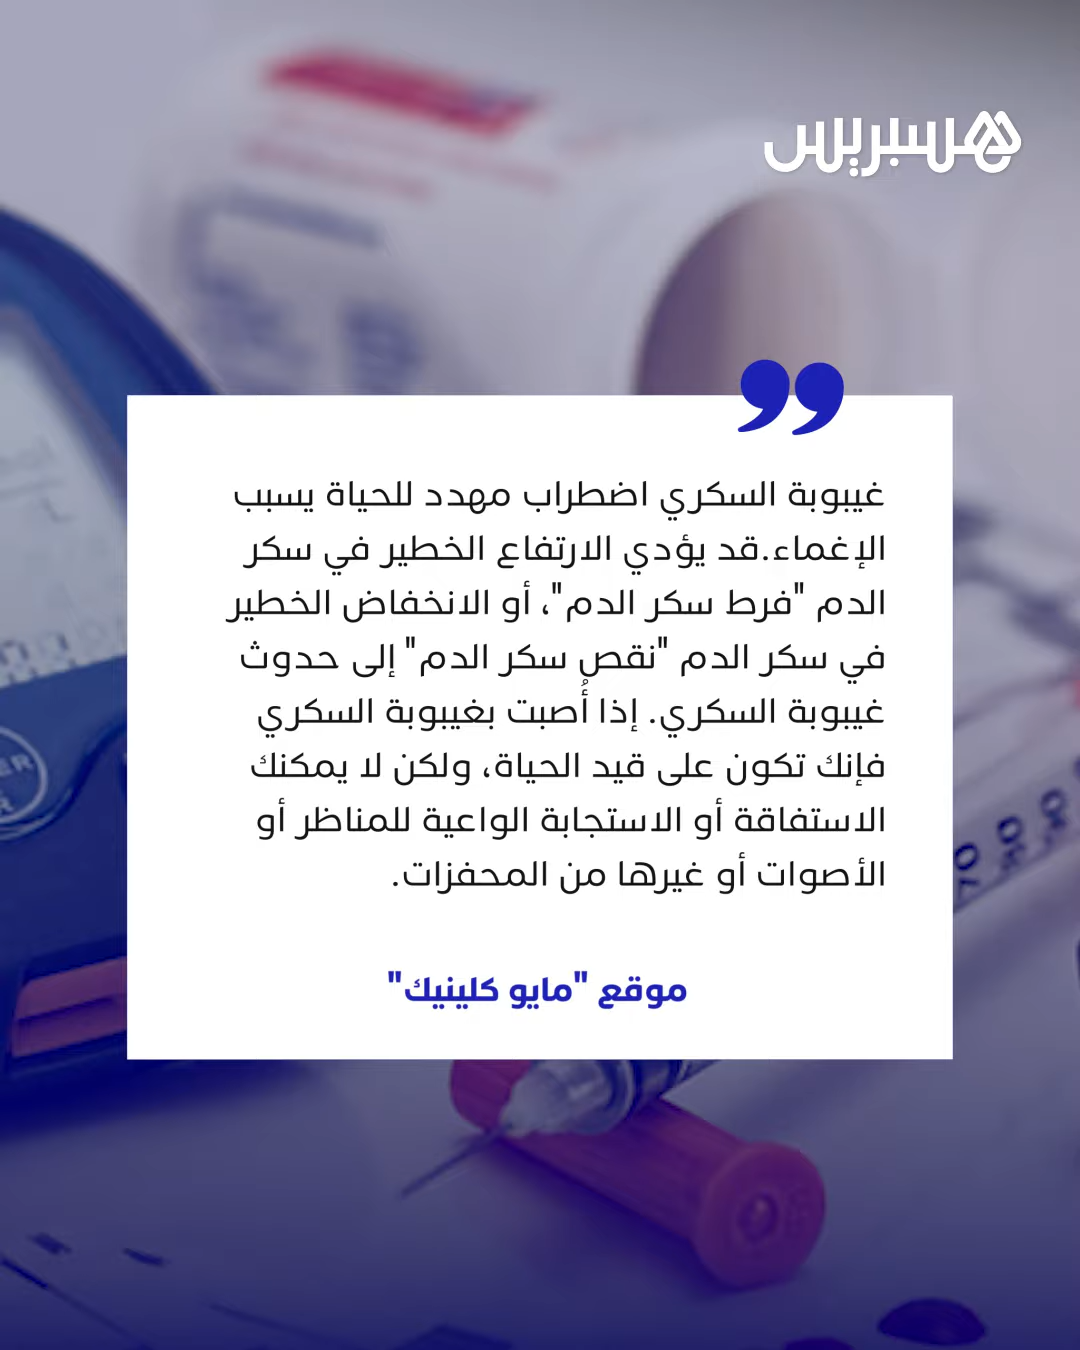 هسبريس
غيبوبة السكري اضطراب مهدد للحياة يسبب
الإغماء.قد يؤدي الارتفاع الخطير في سكر
الدم "فرط سكر الدم"، أو الانخفاض الخطير
في سكر الدم "نقص سكر الدم" إلى حدوث
غيبوبة السكري. إذا أُصبت بغيبوبة السكري
فإنك تكون على قيد الحياة، ولكن لا يمكنك
الاستفاقة أو الاستجابة الواعية للمناظر أو
الأصوات أو غيرها من المحفزات.
موقع "مايو كلينيك"